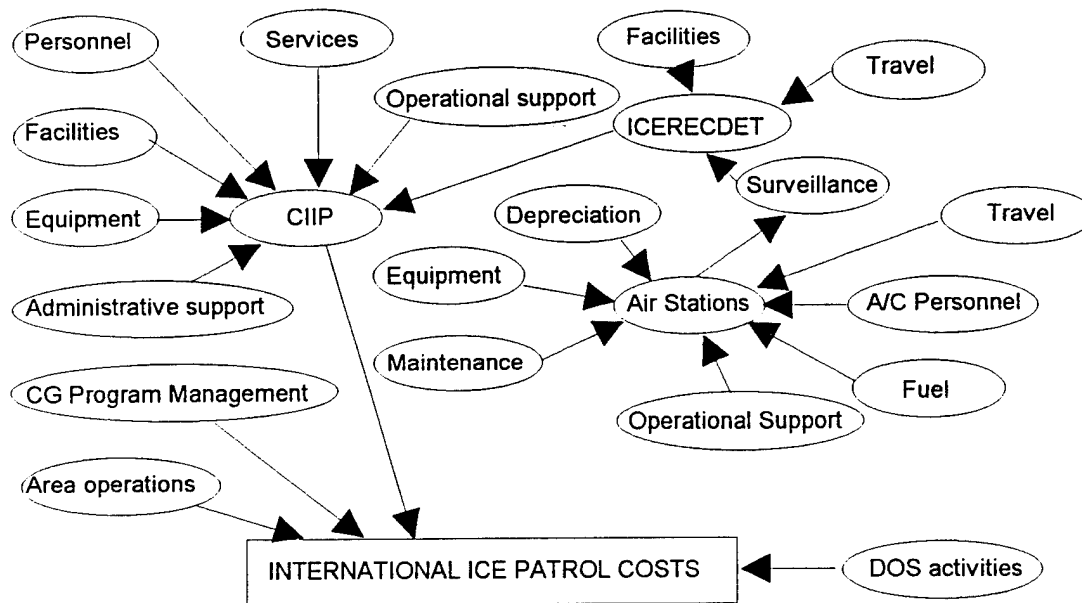 Personnel
Services
Facilities
Travel
Operational support
Facilities
ICERECDET
Surveillance
Equipment
CIIP
Depreciation
Travel
Equipment
Administrative support
Air Stations
A/C Personnel
Maintenance
CG Program Management
Operational Support
Fuel
Area operations
INTERNATIONAL ICE PATROL COSTS
DOS activities